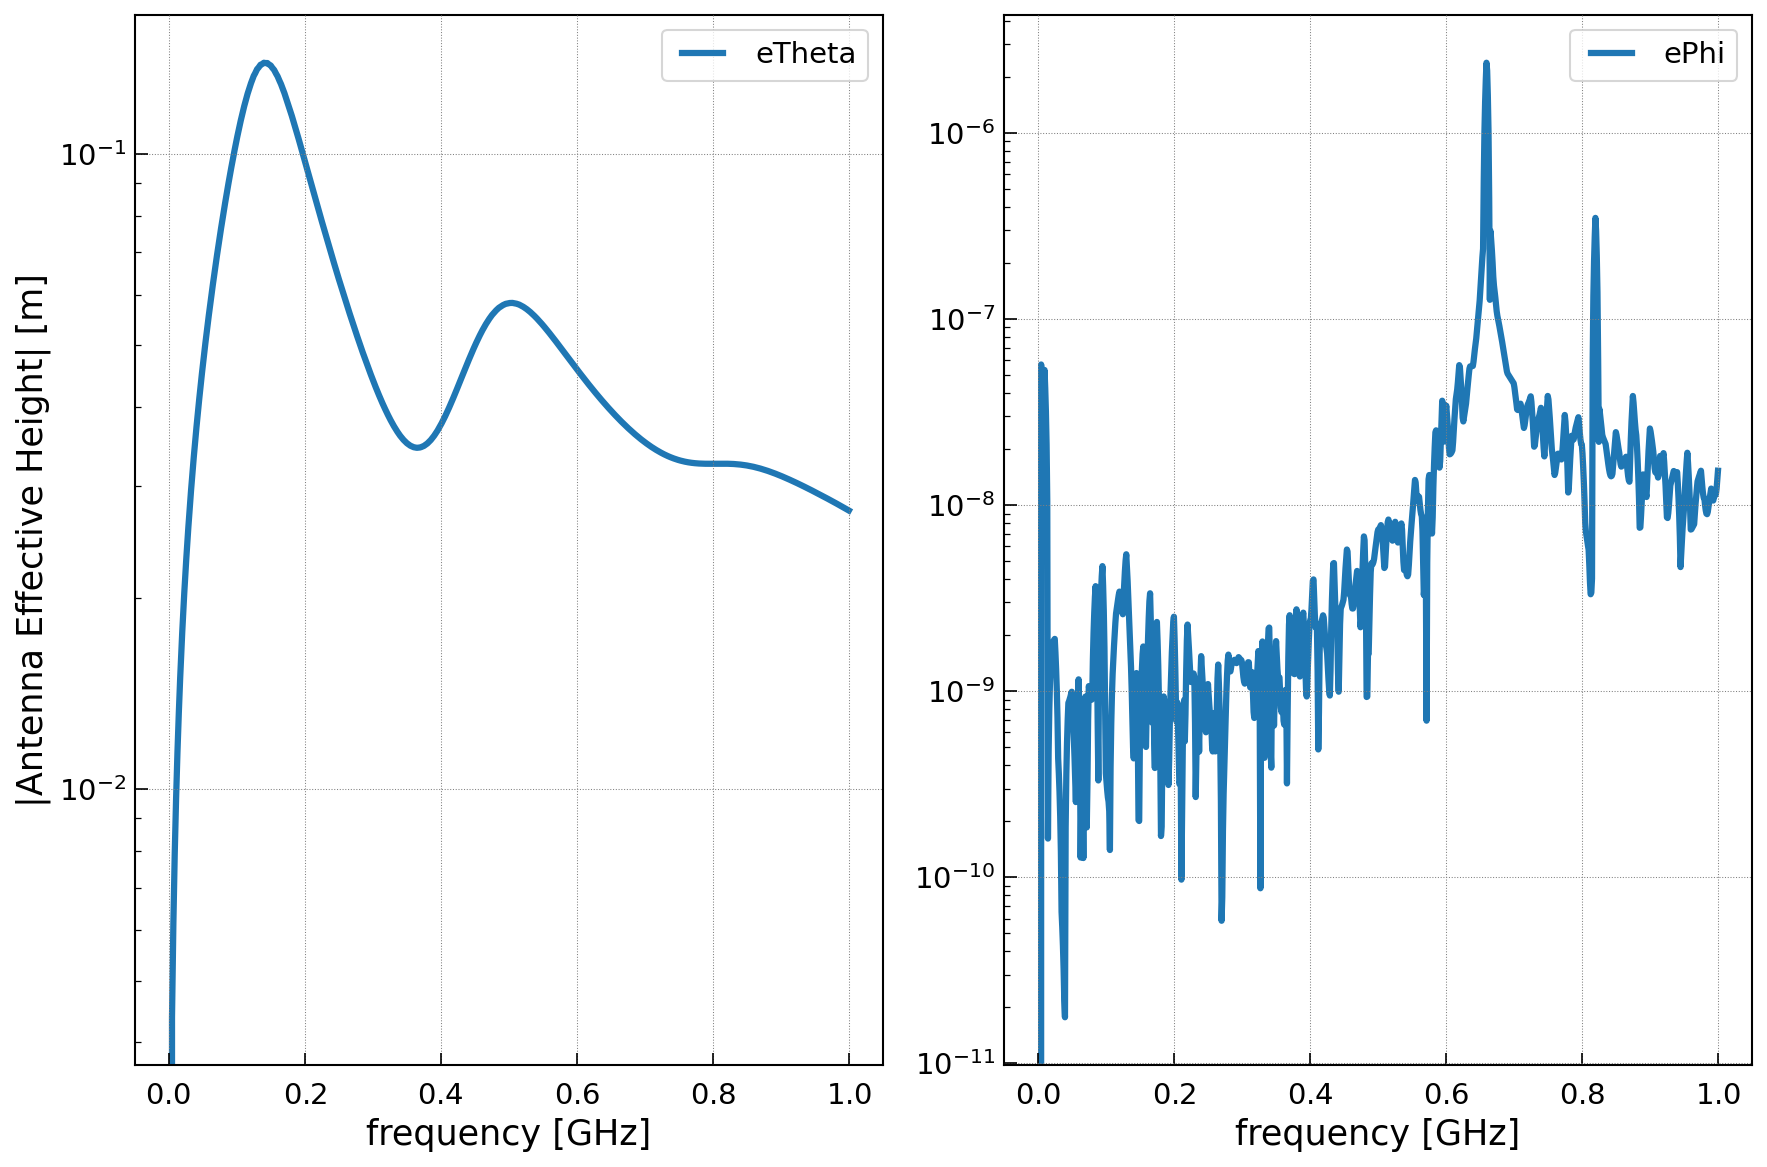 |Antenna Effective Height| [m]
10⁻¹
10⁻²
0.0 0.2 0.4 0.6 0.8 1.0
frequency [GHz]
eTheta
10⁻⁶
10⁻⁷
10⁻⁸
10⁻⁹
10⁻¹⁰
10⁻¹¹
0.0 0.2 0.4 0.6 0.8 1.0
frequency [GHz]
ePhi